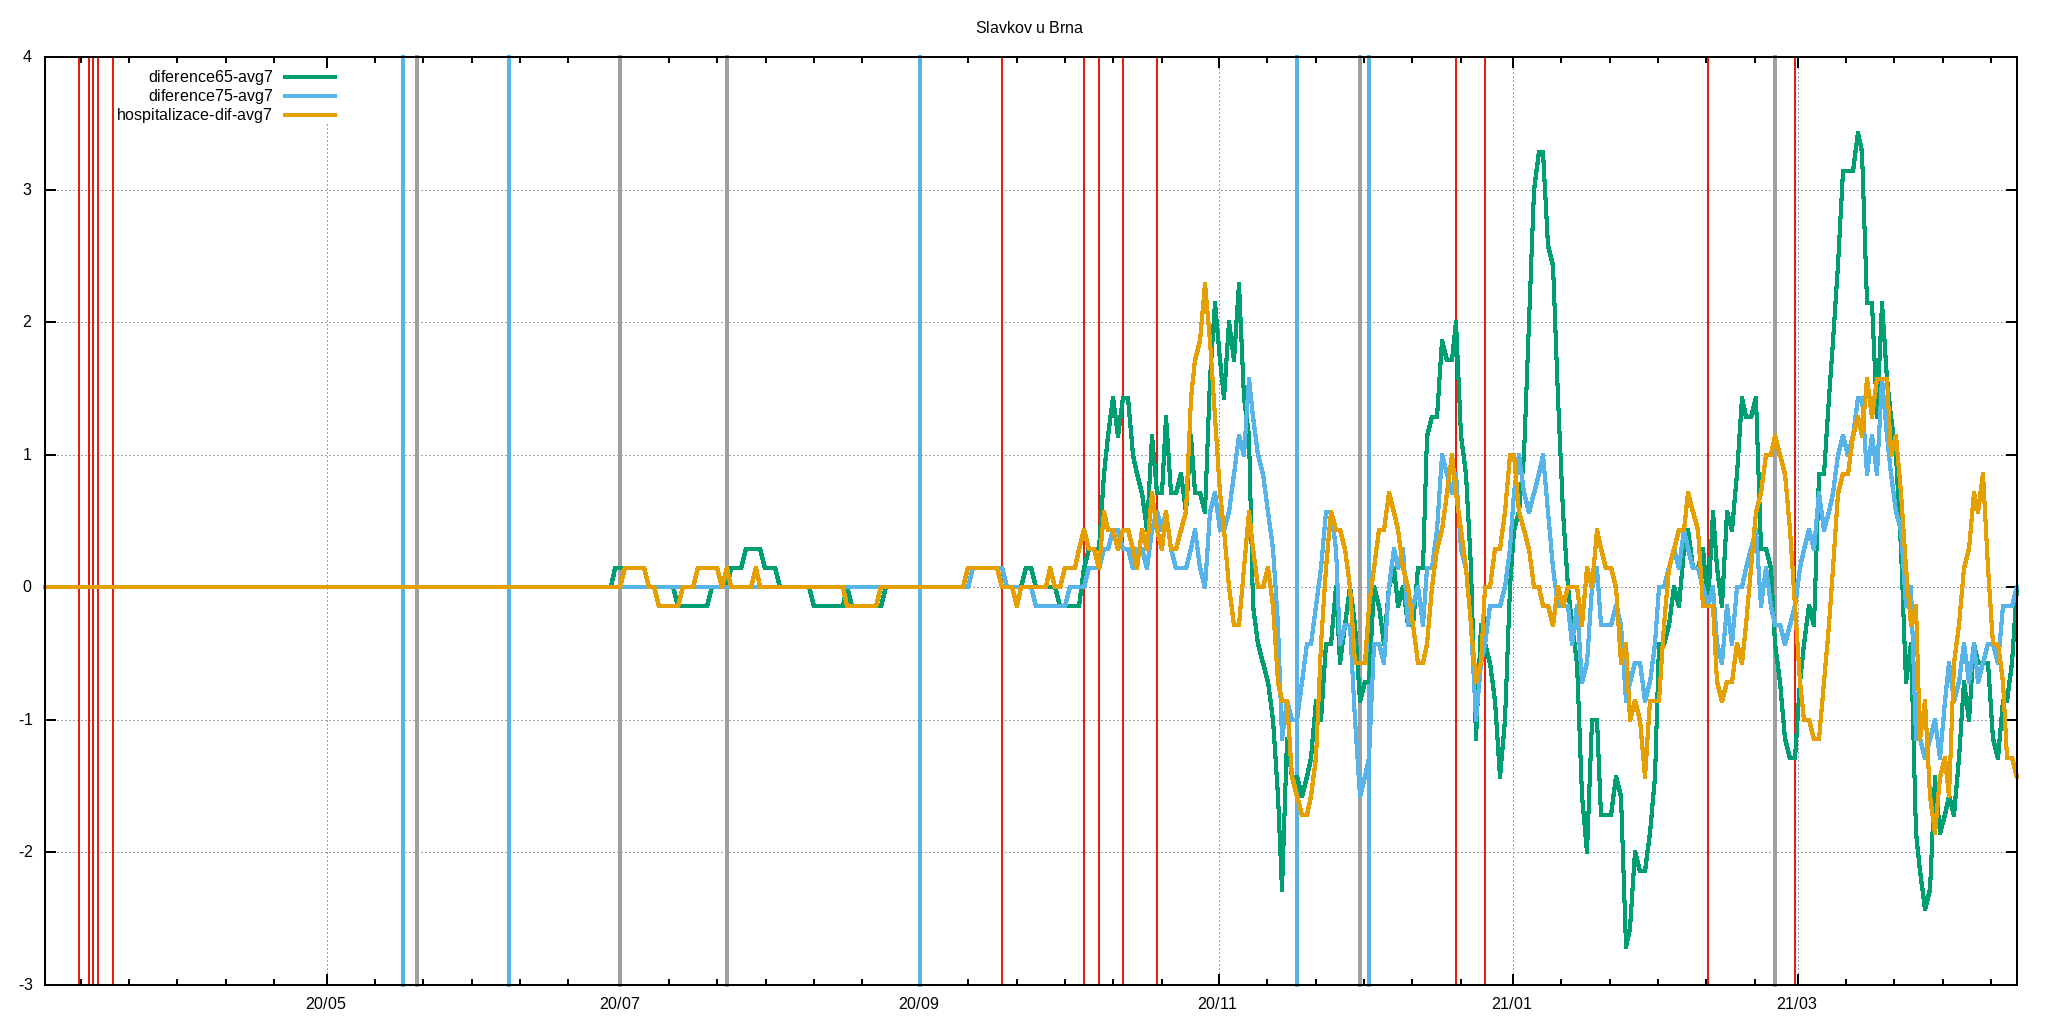 Slavkov u Brna
4
3
2
1
0
-1
-2
-3
diference65-avg7
diference75-avg7
hospitalizace-dif-avg7
20/05 20/07 20/09 20/11 21/01 21/03